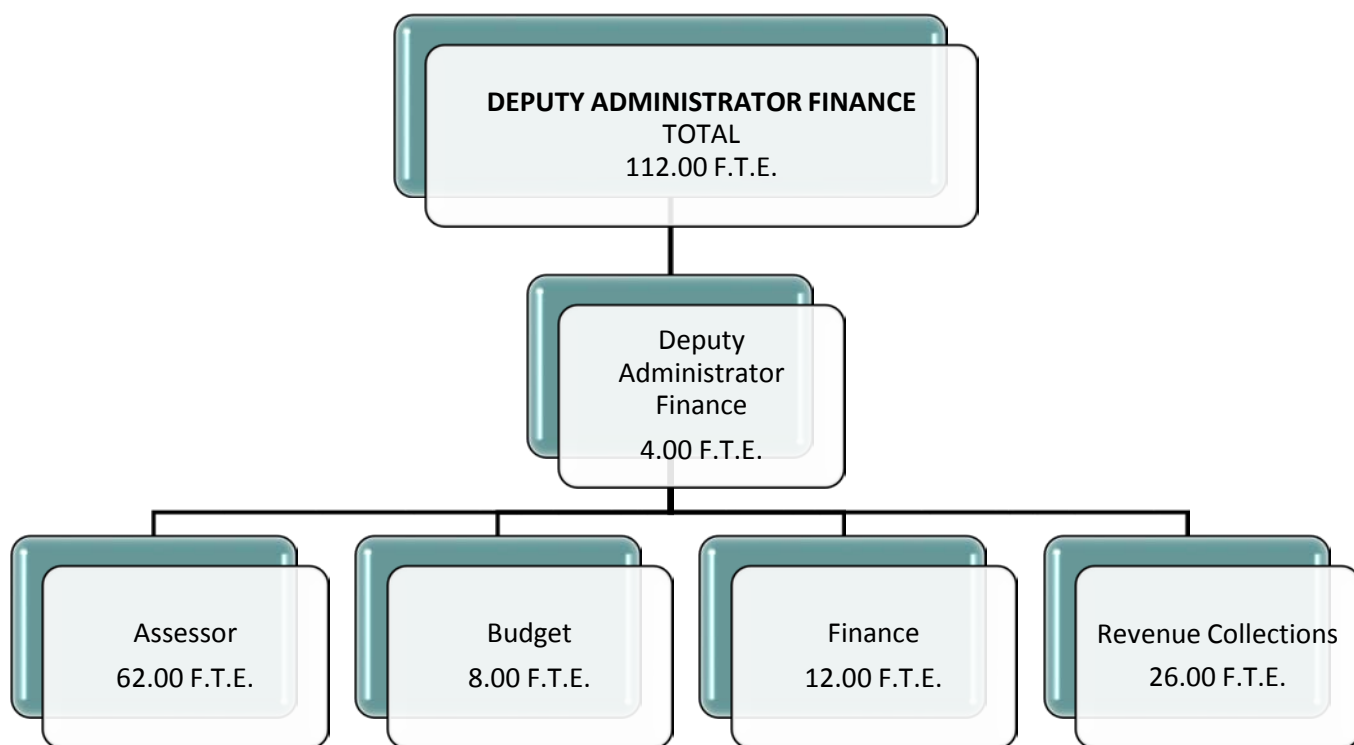 DEPUTY ADMINISTRATOR FINANCE
TOTAL
112.00 F.T.E.
Deputy
Administrator
Finance
4.00 F.T.E.
Assessor
62.00 F.T.E.
Budget
8.00 F.T.E.
Finance
12.00 F.T.E.
Revenue Collections
26.00 F.T.E.